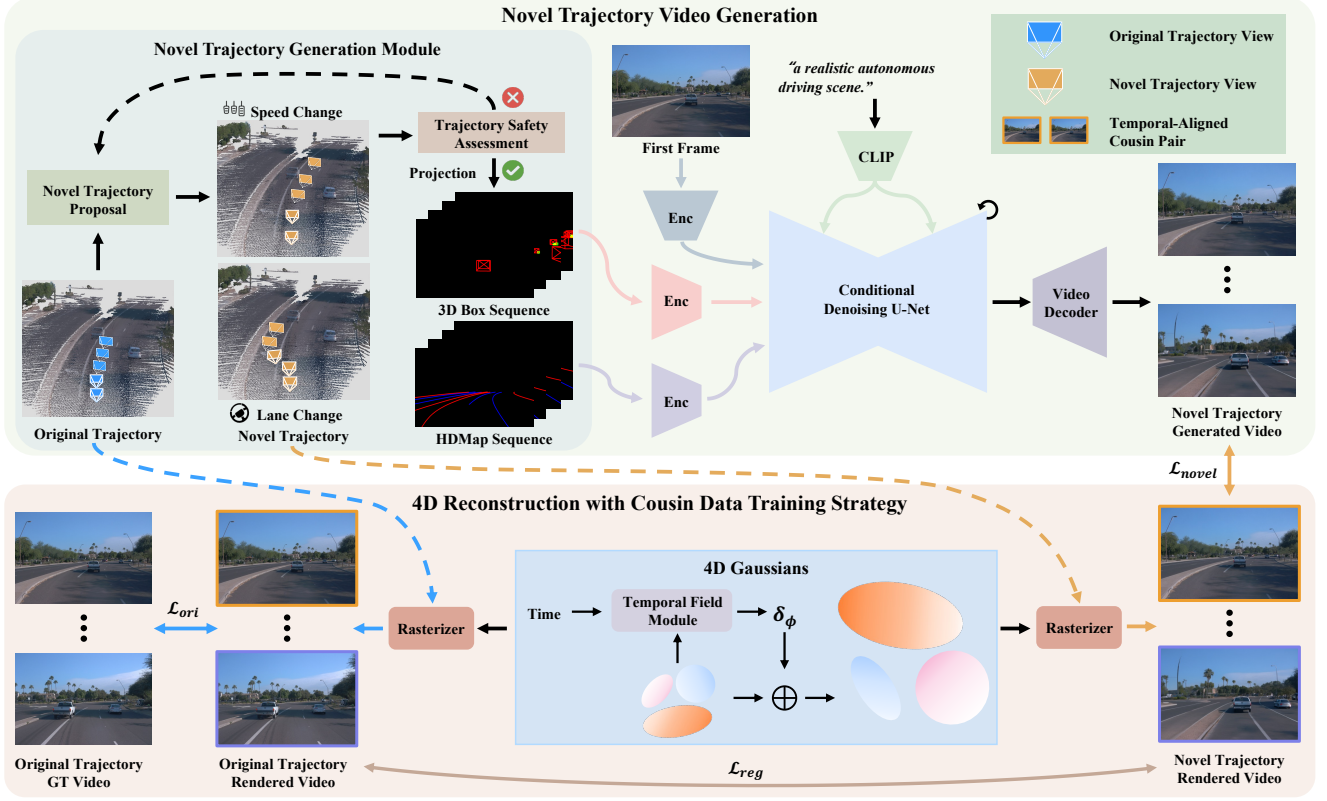 Novel Trajectory Video Generation
Novel Trajectory Generation Module
Speed Change
Trajectory Safety
Assessment
Projection
Novel Trajectory
Proposal
3D Box Sequence
Original Trajectory
Lane Change
Novel Trajectory
HDMap Sequence
First Frame
“a realistic autonomous
driving scene.”
CLIP
Enc
Enc
Enc
Conditional
Denoising U-Net
Video
Decoder
Original Trajectory View
Novel Trajectory View
Temporal-Aligned
Cousin Pair
Novel Trajectory
Generated Video
ℒnovel
4D Reconstruction with Cousin Data Training Strategy
ℒori
Rasterizer
4D Gaussians
Time
Temporal Field
Module
δϕ
Rasterizer
Original Trajectory
GT Video
Original Trajectory
Rendered Video
ℒreg
Novel Trajectory
Rendered Video